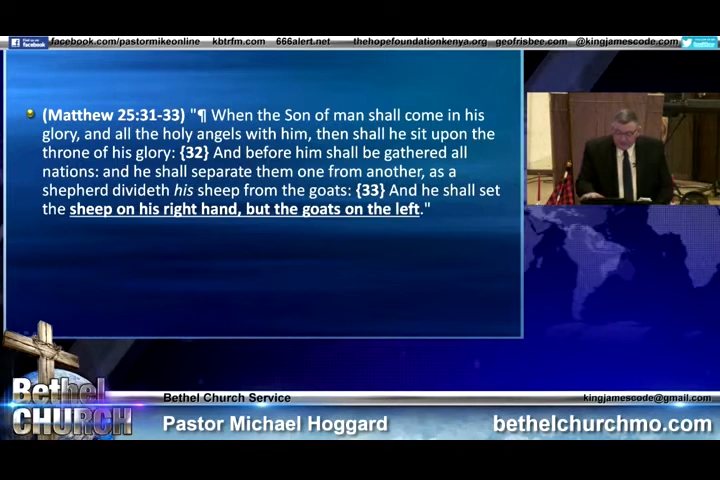 facebook.com/pastormikeonline kbtrfm.com 666alert.net thehopefoundationkenya.org geofrisbee.com @kingjamescode.com
(Matthew 25:31-33) "¶ When the Son of man shall come in his
glory, and all the holy angels with him, then shall he sit upon the
throne of his glory: {32} And before him shall be gathered all
nations: and he shall separate them one from another, as a
shepherd divideth his sheep from the goats: {33} And he shall set
the sheep on his right hand, but the goats on the left."
Bethel
CHURCH
Bethel Church Service
kingjamescode@gmail.com
Pastor Michael Hoggard
bethelchurchmo.com